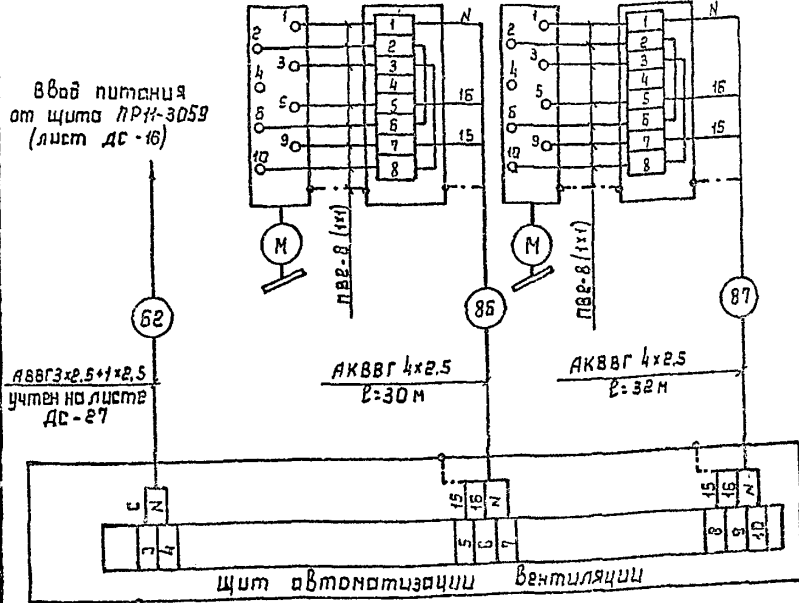 Ввод питания
от щита ПР11-3059
(лист ДС-16)
1
2
3
4
5
6
9
10
1
2
3
4
5
6
7
8
N
16
15
М
ПВ2-8 (1х1)
1
2
3
4
5
6
9
10
1
2
3
4
5
6
7
8
N
16
15
М
ПВ2-8 (1х1)
62
86
87
АВВГ3х2,5+1х2,5
учтен на листе
ДС-27
АКВВГ 4х2,5
ℓ=30м
АКВВГ 4х2,5
ℓ=32м
С N
3 4
15 16 N
5 6 7
15 16 N
8 9 10
Щит автоматизации вентиляции